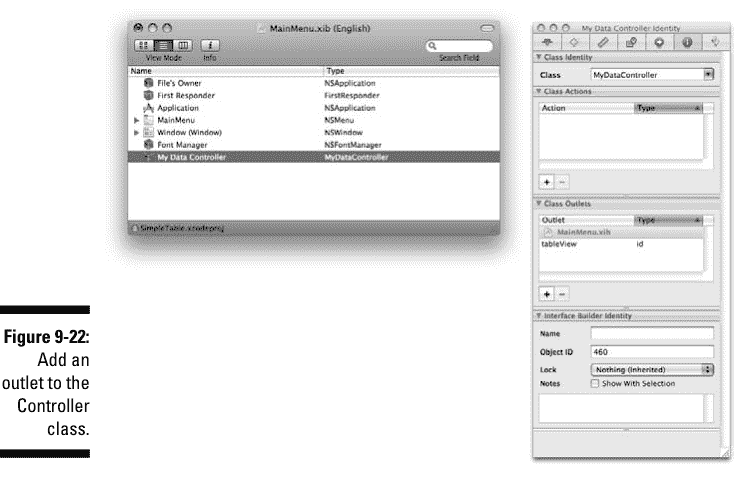 MainMenu.xib (English)
View Mode
Info
Search Field
Name Type
File's Owner NSApplication
First Responder FirstResponder
Application NSApplication
MainMenu NSMenu
Window (Window) NSWindow
Font Manager NSFontManager
My Data Controller MyDataController
SimpleTable.xcodeproj
My Data Controller Identity
Class Identity
Class MyDataController
Class Actions
Action Type
+ −
Class Outlets
Outlet Type
MainMenu.xib
tableView id
+ −
Interface Builder Identity
Name
Object ID 460
Lock Nothing (Inherited)
Notes Show With Selection
Figure 9-22:
Add an
outlet to the
Controller
class.